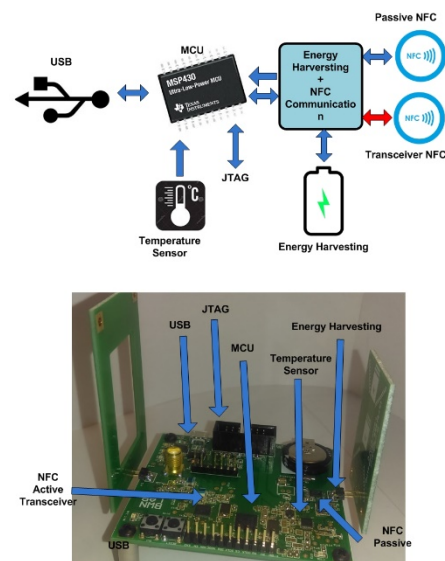 Passive NFC
USB
MCU
Energy
Harversting
+
NFC
Communicatio
n
NFC
MSP430
Ultra-Low-Power MCU
TEXAS
INSTRUMENTS
NFC
Transceiver NFC
JTAG
°C
Temperature
Sensor
Energy Harvesting
JTAG
USB
Energy Harvesting
MCU
Temperature
Sensor
NFC
Active
Transceiver
NFC
Passive
USB